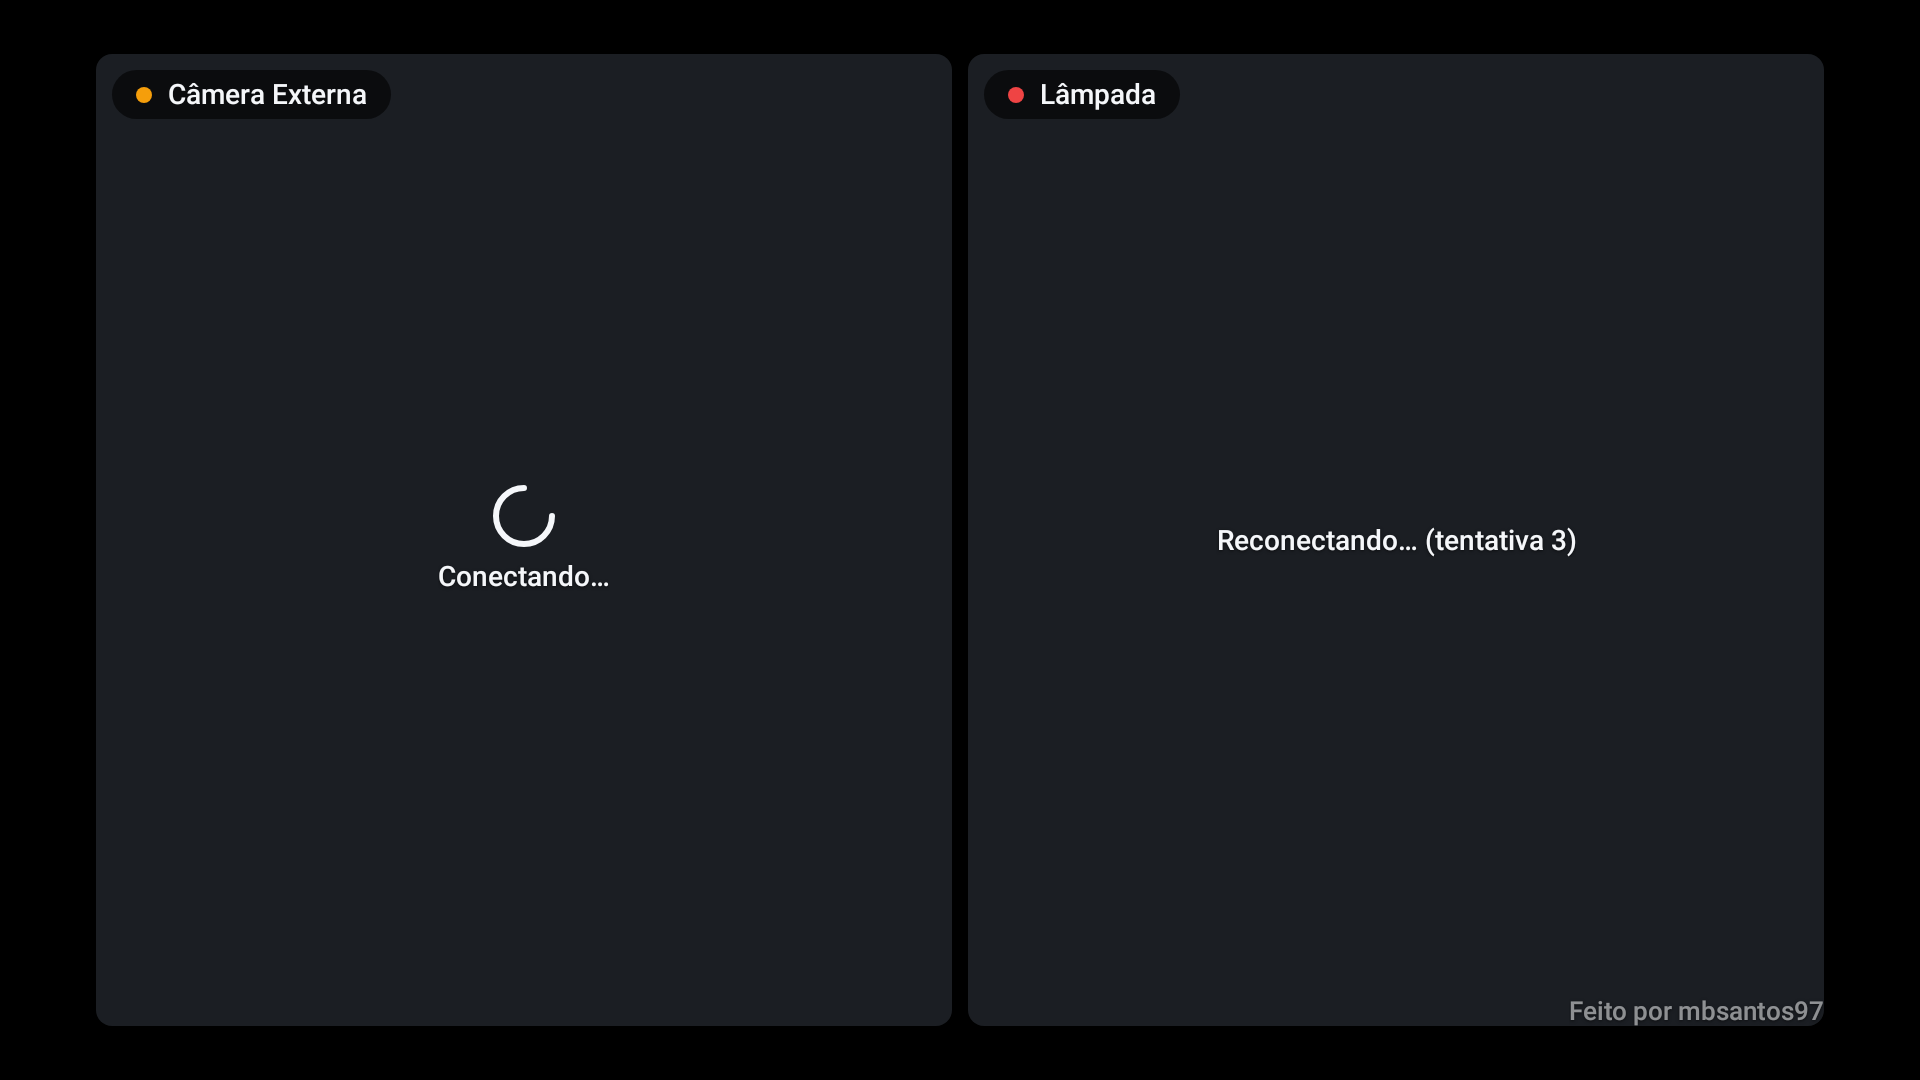 Câmera Externa
Lâmpada
Conectando…
Reconectando… (tentativa 3)
Feito por mbsantos97